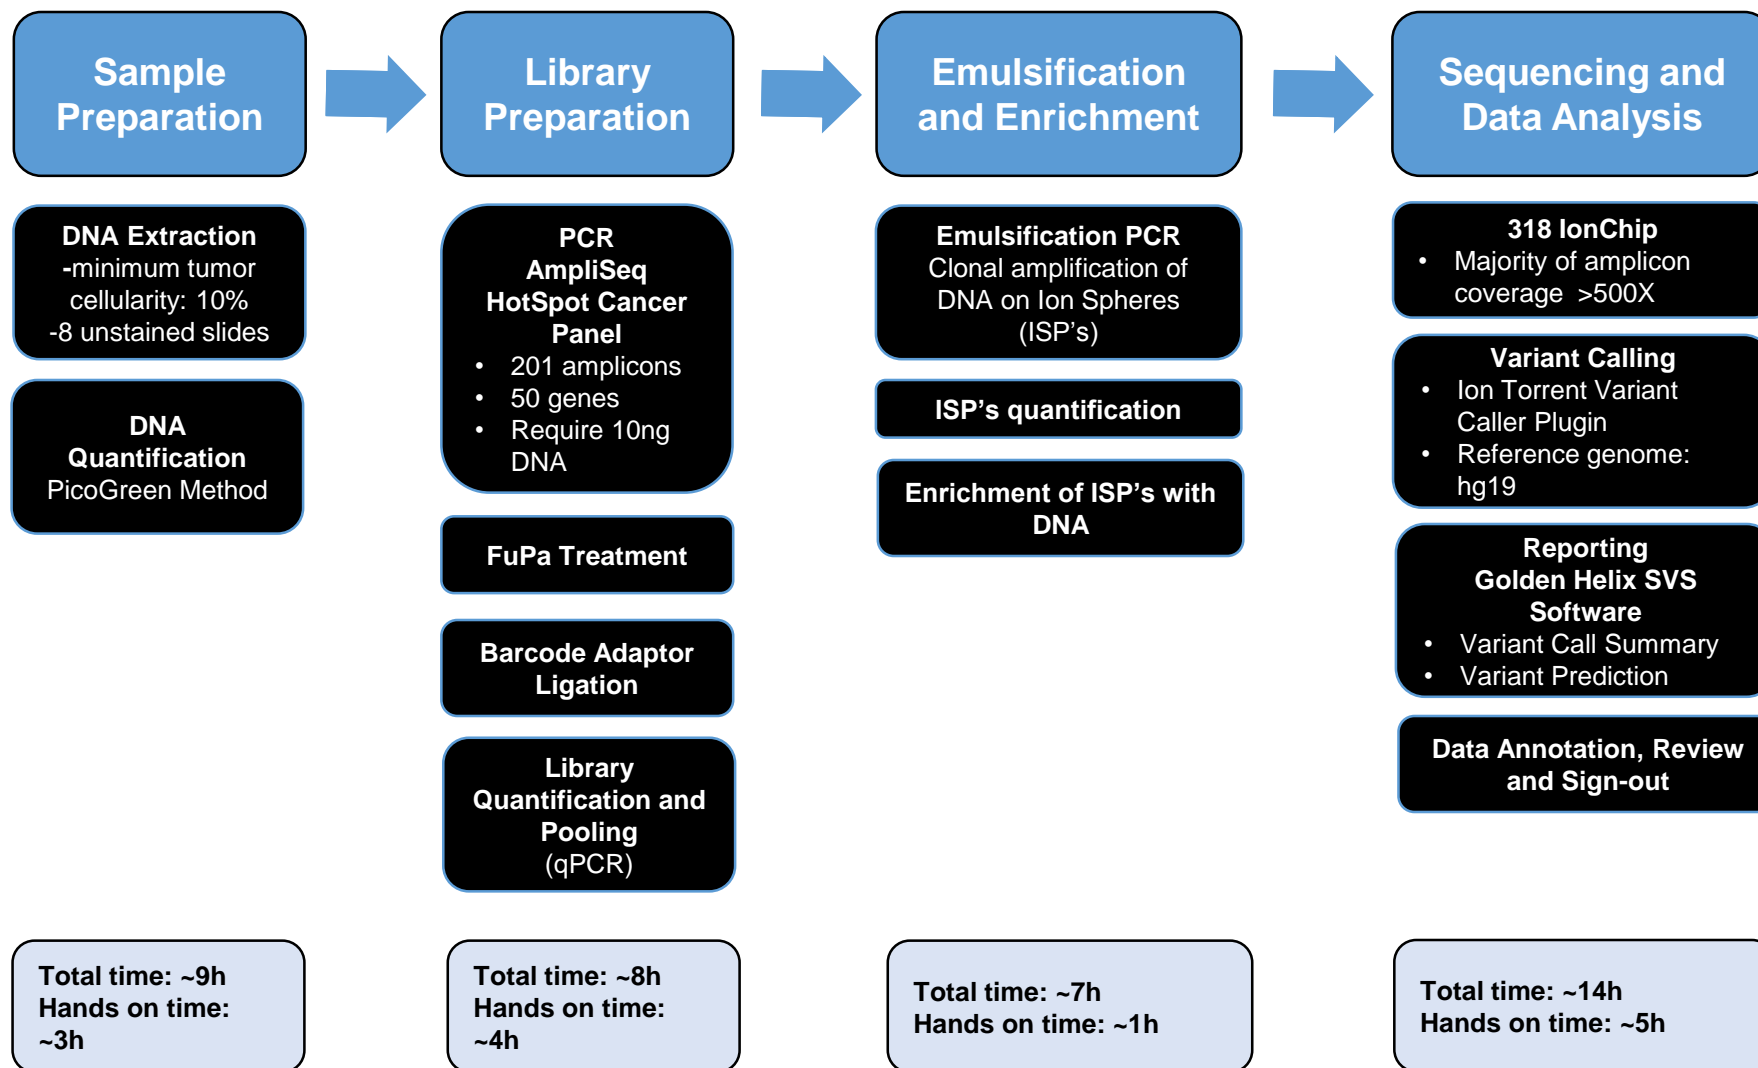 Sample
Preparation
Library
Preparation
Emulsification
and Enrichment
Sequencing and
Data Analysis
DNA Extraction
-minimum tumor
cellularity: 10%
-8 unstained slides
DNA
Quantification
PicoGreen Method
PCR
AmpliSeq
HotSpot Cancer
Panel
• 201 amplicons
• 50 genes
• Require 10ng
DNA
FuPa Treatment
Barcode Adaptor
Ligation
Library
Quantification and
Pooling
(qPCR)
Emulsification PCR
Clonal amplification of
DNA on Ion Spheres
(ISP's)
ISP's quantification
Enrichment of ISP's with
DNA
318 IonChip
• Majority of amplicon
coverage >500X
Variant Calling
• Ion Torrent Variant
Caller Plugin
• Reference genome:
hg19
Reporting
Golden Helix SVS
Software
• Variant Call Summary
• Variant Prediction
Data Annotation, Review
and Sign-out
Total time: ~9h
Hands on time:
~3h
Total time: ~8h
Hands on time:
~4h
Total time: ~7h
Hands on time: ~1h
Total time: ~14h
Hands on time: ~5h